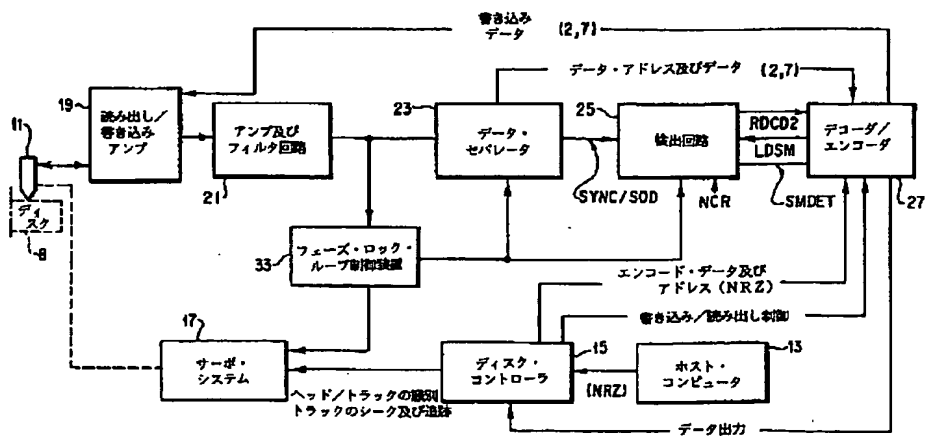 書き込み
データ (2,7)
データ・アドレス及びデータ (2,7)
19
読み出し/
書き込み
アンプ
アンプ及び
フィルタ回路
21
23
データ・
セパレータ
25
検出回路
RDCD2
LDSM
デコーダ/
エンコーダ
27
11
ディ
スク
8
SYNC/SOD
NCR
SMDET
33
フェーズ・ロック・
ループ制御装置
エンコード・データ及び
アドレス(NRZ)
書き込み/読み出し制御
17
サーボ・
システム
ヘッド/トラックの識別
トラックのシーク及び追跡
ディスク・
コントローラ
15
(NRZ)
ホスト・
コンピュータ
13
データ出力